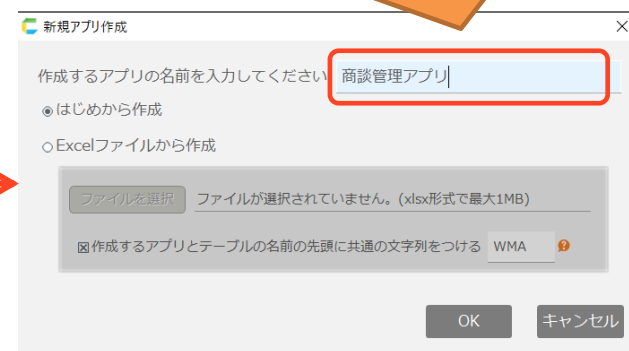 新規アプリ作成
作成するアプリの名前を入力してください 商談管理アプリ
はじめから作成
Excelファイルから作成
ファイルを選択 ファイルが選択されていません。(xlsx形式で最大1MB)
作成するアプリとテーブルの名前の先頭に共通の文字列をつける WMA ?
OK キャンセル